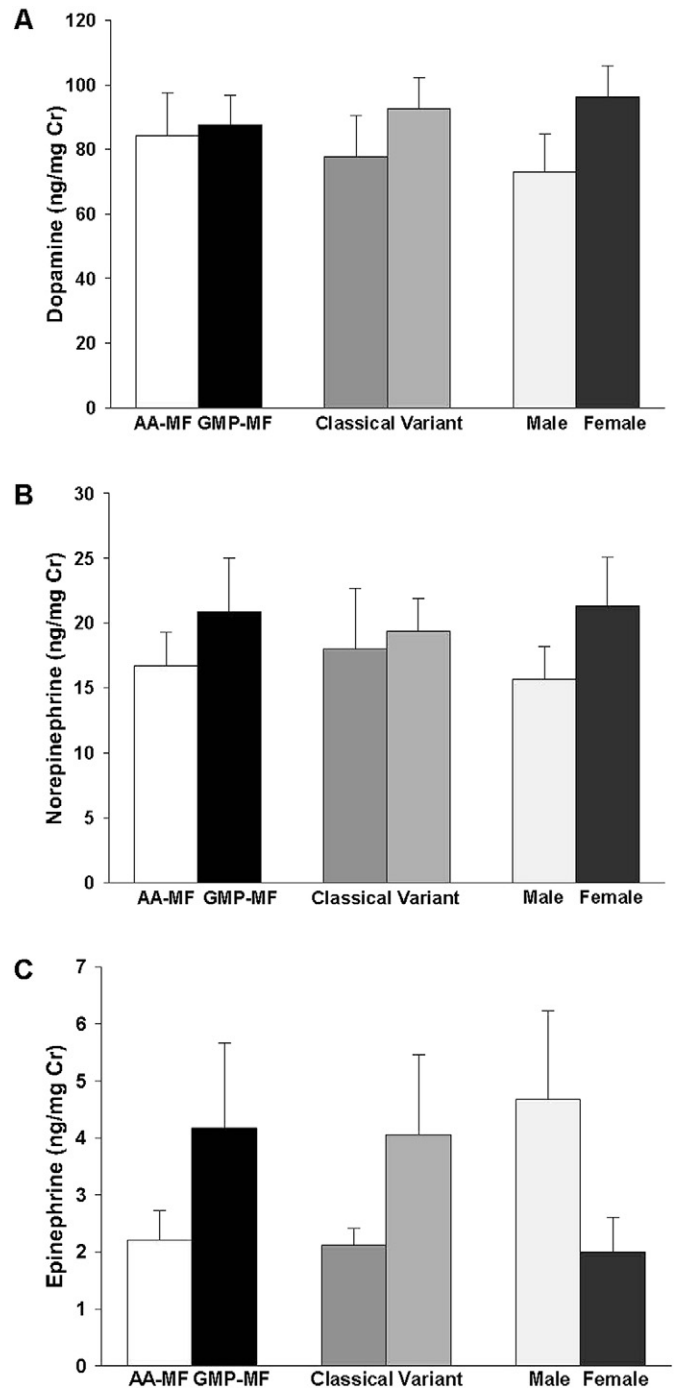 A
Dopamine (ng/mg Cr)
120
100
80
60
40
20
0
AA-MF GMP-MF Classical Variant Male Female
B
Norepinephrine (ng/mg Cr)
30
25
20
15
10
5
0
AA-MF GMP-MF Classical Variant Male Female
C
Epinephrine (ng/mg Cr)
7
6
5
4
3
2
1
0
AA-MF GMP-MF Classical Variant Male Female